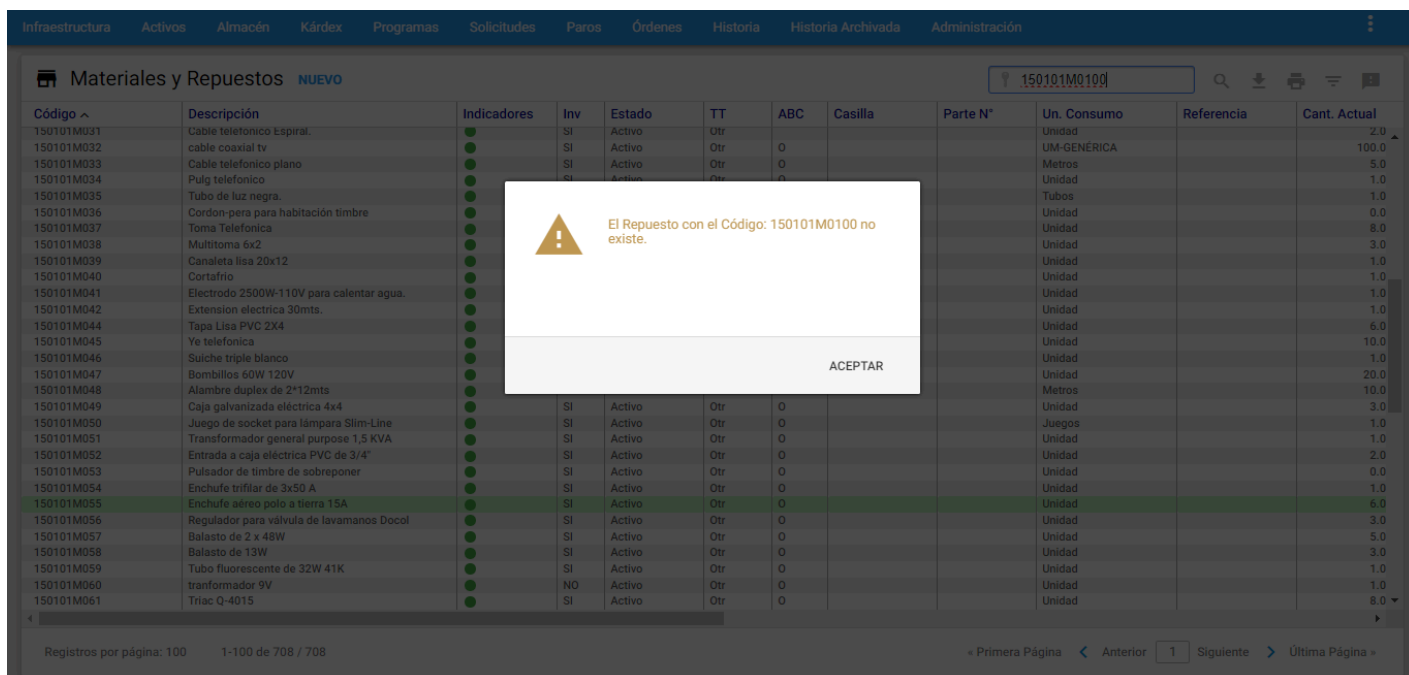 Infraestructura Activos Almacén Kárdex Programas Solicitudes Paros Órdenes Historia Historia Archivada Administración
Materiales y Repuestos NUEVO 150101M0100
Código Descripción Indicadores Inv Estado TT ABC Casilla Parte N° Un. Consumo Referencia Cant. Actual
150101M031 Cable telefonico Espiral. SI Activo Otr Unidad 2.0
150101M032 cable coaxial tv SI Activo Otr O UM-GENÉRICA 100.0
150101M033 Cable telefonico plano SI Activo Otr O Metros 5.0
150101M034 Pulg telefonico SI Activo Otr O Unidad 1.0
150101M035 Tubo de luz negra. Tubos 1.0
150101M036 Cordon-pera para habitación timbre Unidad 0.0
150101M037 Toma Telefonica Unidad 8.0
150101M038 Multitoma 6x2 Unidad 3.0
150101M039 Canaleta lisa 20x12 Unidad 1.0
150101M040 Cortafrio Unidad 1.0
150101M041 Electrodo 2500W-110V para calentar agua. Unidad 1.0
150101M042 Extension electrica 30mts. Unidad 1.0
150101M044 Tapa Lisa PVC 2X4 Unidad 6.0
150101M045 Ye telefonica Unidad 10.0
150101M046 Suiche triple blanco Unidad 1.0
150101M047 Bombillos 60W 120V Unidad 20.0
150101M048 Alambre duplex de 2*12mts Metros 10.0
150101M049 Caja galvanizada eléctrica 4x4 SI Activo Otr O Unidad 3.0
150101M050 Juego de socket para lámpara Slim-Line SI Activo Otr O Juegos 1.0
150101M051 Transformador general purpose 1,5 KVA SI Activo Otr O Unidad 1.0
150101M052 Entrada a caja eléctrica PVC de 3/4" SI Activo Otr O Unidad 2.0
150101M053 Pulsador de timbre de sobreponer SI Activo Otr O Unidad 0.0
150101M054 Enchufe trifilar de 3x50 A SI Activo Otr O Unidad 1.0
150101M055 Enchufe aéreo polo a tierra 15A SI Activo Otr O Unidad 6.0
150101M056 Regulador para válvula de lavamanos Docol SI Activo Otr O Unidad 3.0
150101M057 Balasto de 2 x 48W SI Activo Otr O Unidad 5.0
150101M058 Balasto de 13W SI Activo Otr O Unidad 3.0
150101M059 Tubo fluorescente de 32W 41K SI Activo Otr O Unidad 1.0
150101M060 tranformador 9V NO Activo Otr O Unidad 1.0
150101M061 Triac Q-4015 SI Activo Otr O Unidad 8.0
El Repuesto con el Código: 150101M0100 no
existe.
ACEPTAR
Registros por página: 100 1-100 de 708 / 708 « Primera Página Anterior 1 Siguiente Última Página »